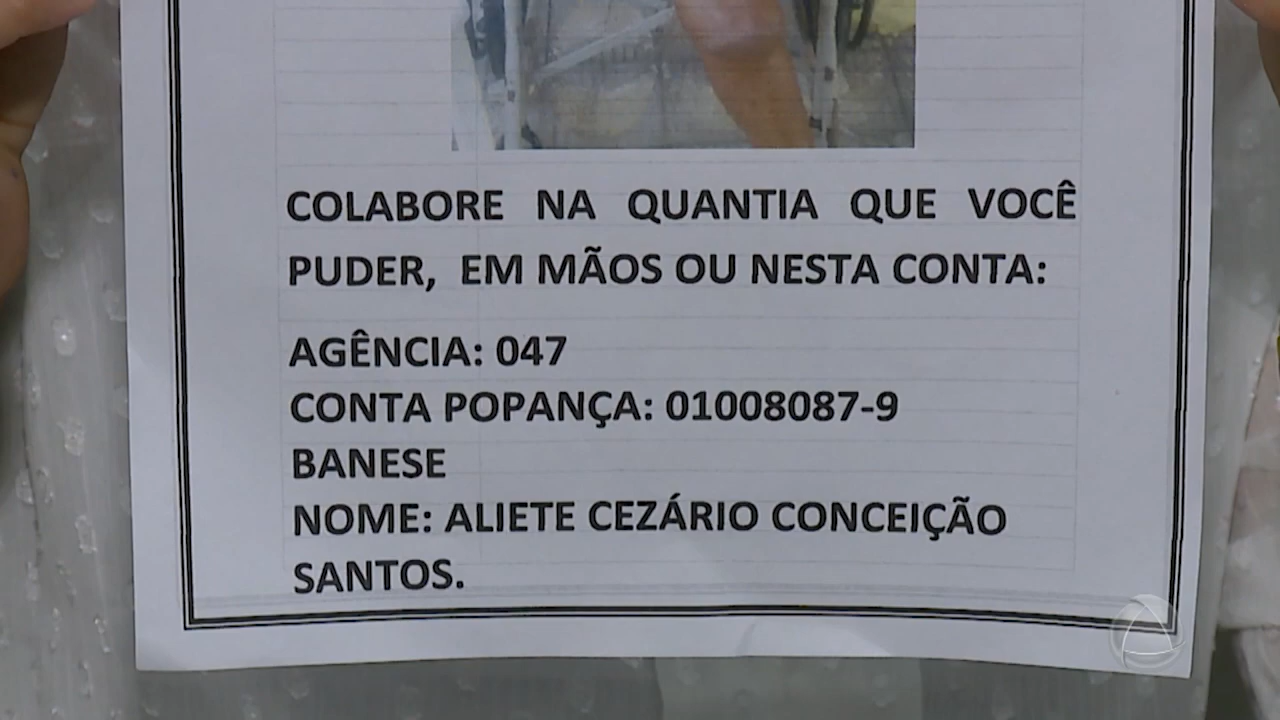 COLABORE NA QUANTIA QUE VOCÊ
PUDER, EM MÃOS OU NESTA CONTA:
AGÊNCIA: 047
CONTA POPANÇA: 01008087-9
BANESE
NOME: ALIETE CEZÁRIO CONCEIÇÃO
SANTOS.